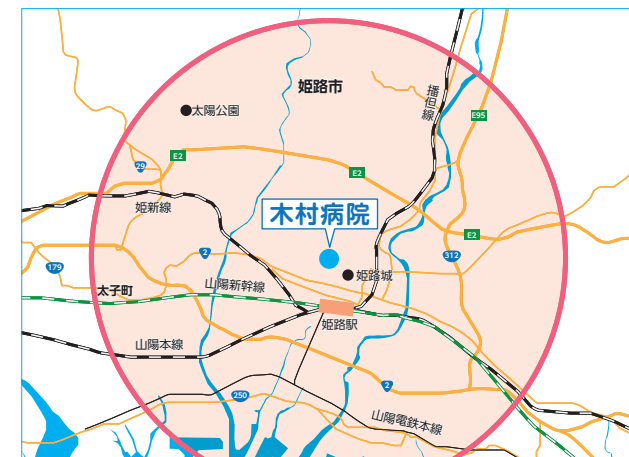 姫路市
播但線
太陽公園
E95
E2
E2
29
姫新線
木村病院
E2
312
2
179
姫路城
太子町
山陽新幹線
姫路駅
山陽本線
2
250
山陽電鉄本線